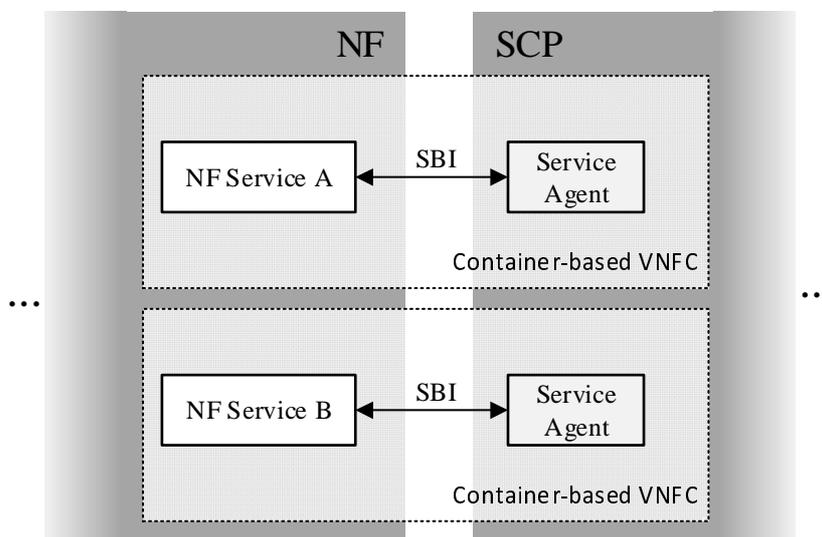 NF
SCP
NF Service A
SBI
Service
Agent
Container-based VNFC
...
..
NF Service B
SBI
Service
Agent
Container-based VNFC